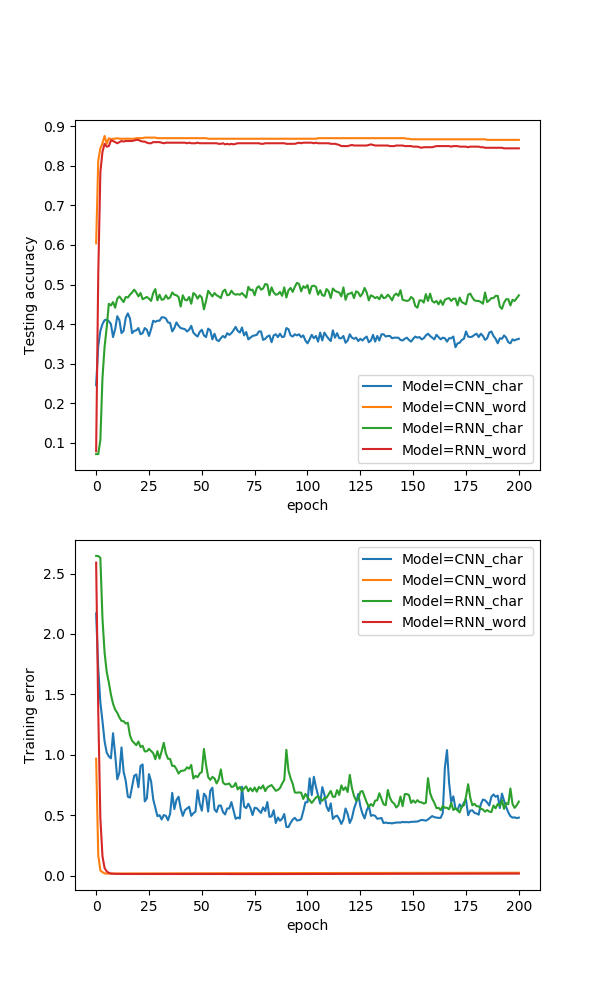 0.9
0.8
0.7
0.6
0.5
0.4
0.3
0.2
0.1
Testing accuracy
Model=CNN_char
Model=CNN_word
Model=RNN_char
Model=RNN_word
0 25 50 75 100 125 150 175 200
epoch
2.5
2.0
1.5
1.0
0.5
0.0
Training error
Model=CNN_char
Model=CNN_word
Model=RNN_char
Model=RNN_word
0 25 50 75 100 125 150 175 200
epoch